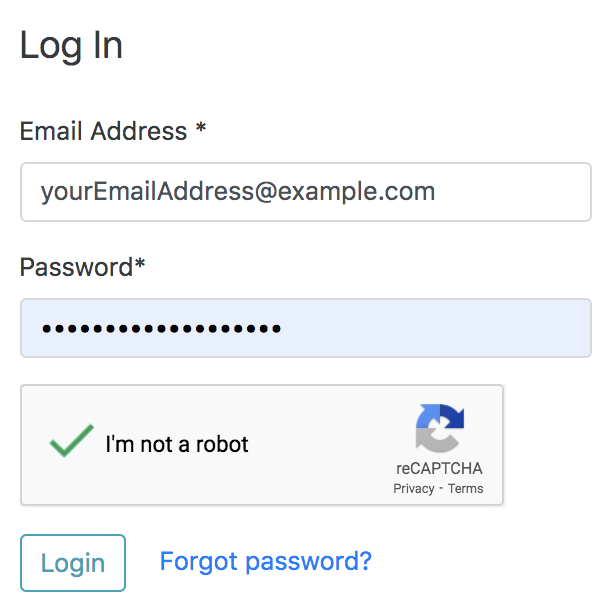 Log In
Email Address *
yourEmailAddress@example.com
Password*
•••••••••••••••••••
I'm not a robot
reCAPTCHA
Privacy - Terms
Login
Forgot password?